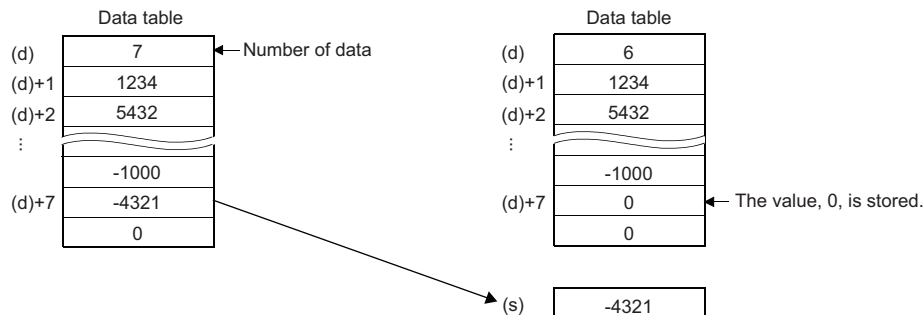 Data table
(d) 7 Number of data
(d)+1 1234
(d)+2 5432
⋮
-1000
(d)+7 -4321
0
Data table
(d) 6
(d)+1 1234
(d)+2 5432
⋮
-1000
(d)+7 0 The value, 0, is stored.
0
(s) -4321